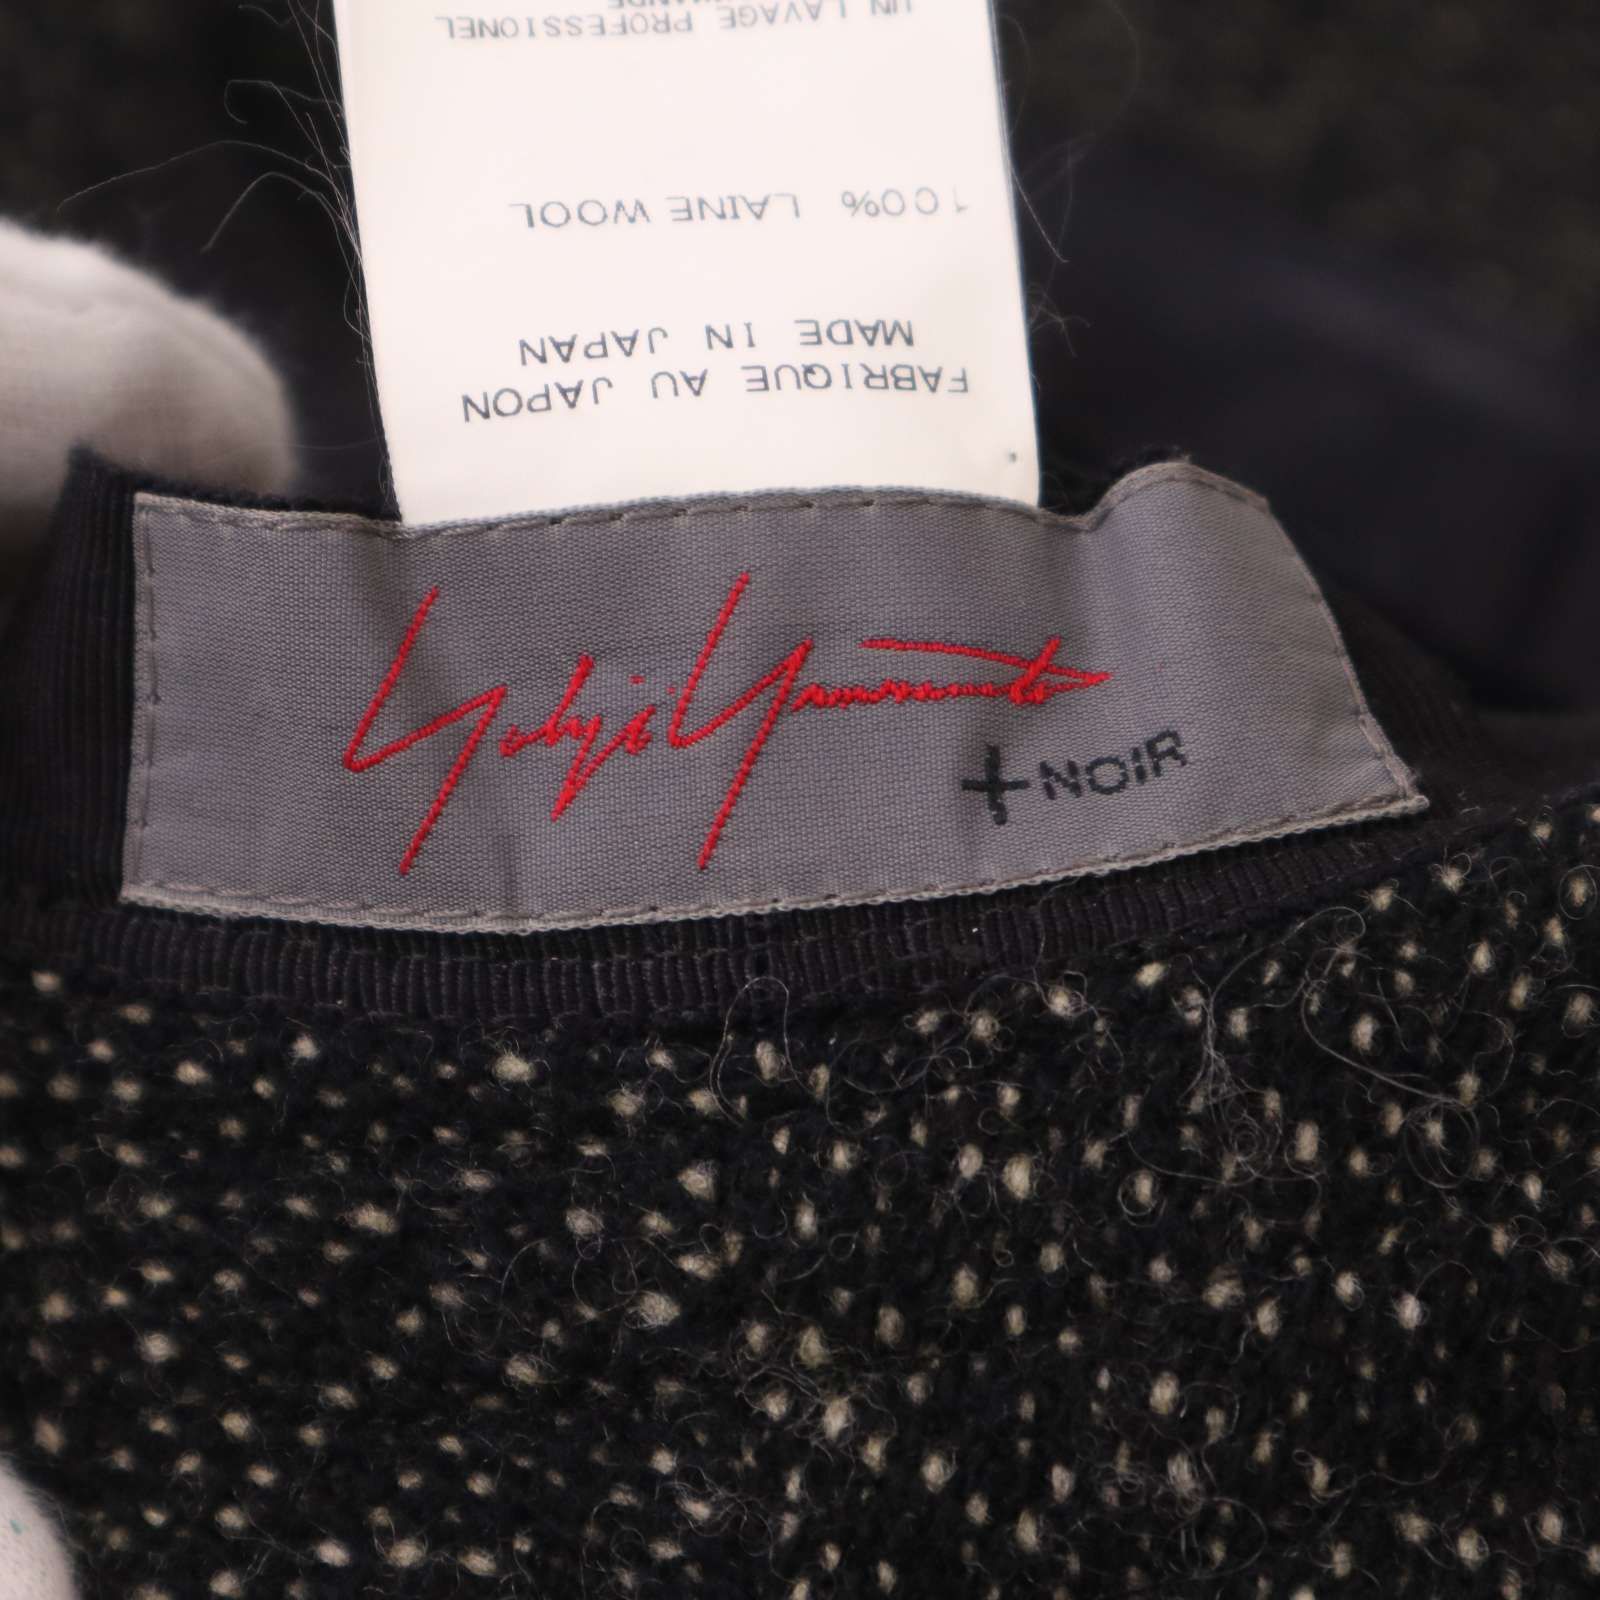 UN LAVAGE PROFESSIONEL
100% LAINE WOOL
MADE IN JAPAN
FABRIQUE AU JAPON
Yohji Yamamoto
+NOIR